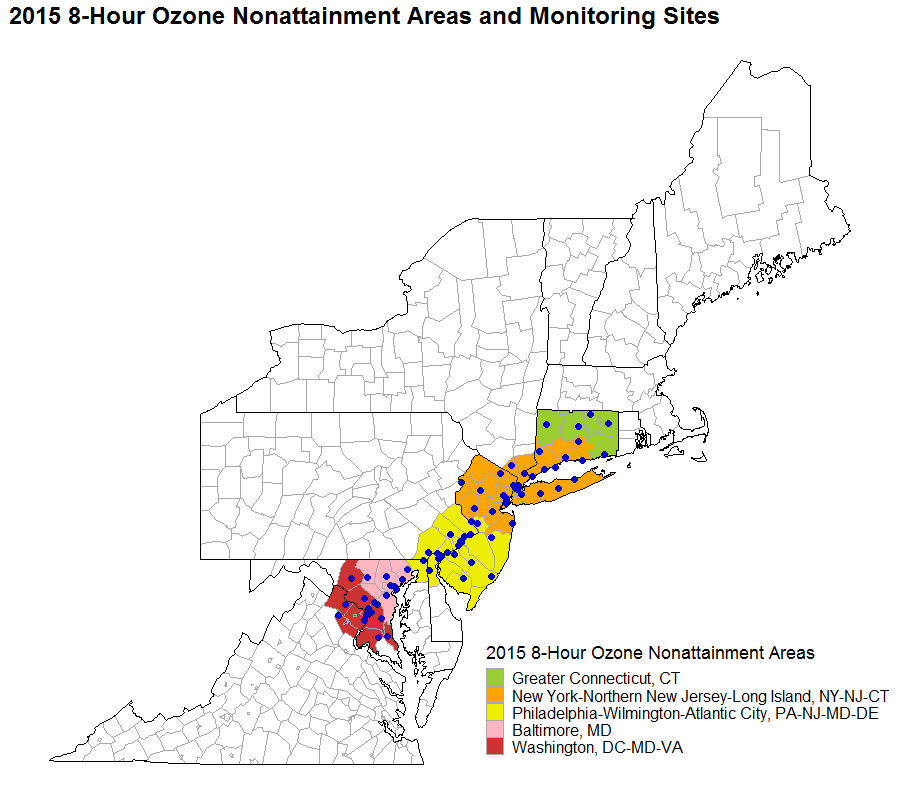 2015 8-Hour Ozone Nonattainment Areas and Monitoring Sites
2015 8-Hour Ozone Nonattainment Areas
Greater Connecticut, CT
New York-Northern New Jersey-Long Island, NY-NJ-CT
Philadelphia-Wilmington-Atlantic City, PA-NJ-MD-DE
Baltimore, MD
Washington, DC-MD-VA